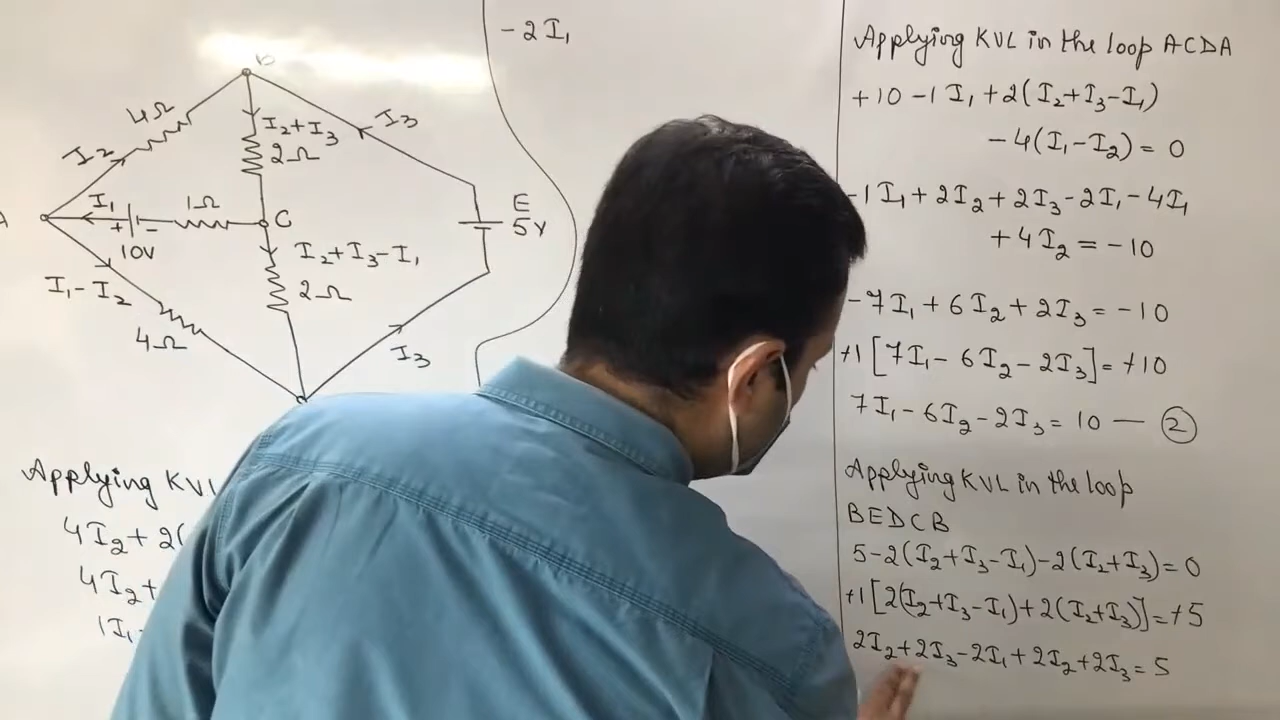 -2I₁
B
4Ω
I₂
I₂+I₃
2Ω
I₃
A
I₁
+ -
10V
1Ω
C
E
5V
I₁-I₂
4Ω
I₂+I₃-I₁
2Ω
I₃
Applying KVL
4I₂+2(
4I₂+
1I₁
Applying KVL in the loop ACDA
+10-1I₁+2(I₂+I₃-I₁)
-4(I₁-I₂)=0
-1I₁+2I₂+2I₃-2I₁-4I₁
+4I₂=-10
-7I₁+6I₂+2I₃=-10
+1[7I₁-6I₂-2I₃]=+10
7I₁-6I₂-2I₃=10 — ②
Applying KVL in the loop
BEDCB
5-2(I₂+I₃-I₁)-2(I₂+I₃)=0
+1[2(I₂+I₃-I₁)+2(I₂+I₃)]=+5
2I₂+2I₃-2I₁+2I₂+2I₃=5